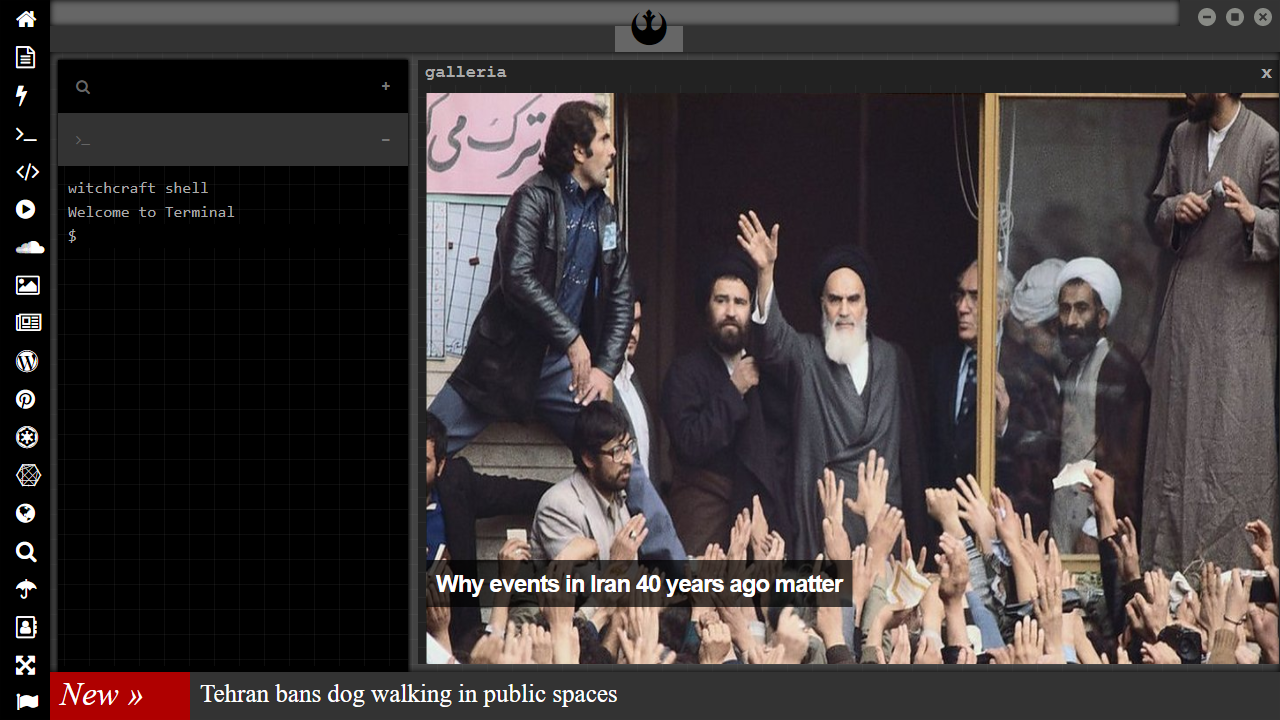 galleria
x
+
>_
−
witchcraft shell
Welcome to Terminal
$
ترک می
Why events in Iran 40 years ago matter
New »
Tehran bans dog walking in public spaces